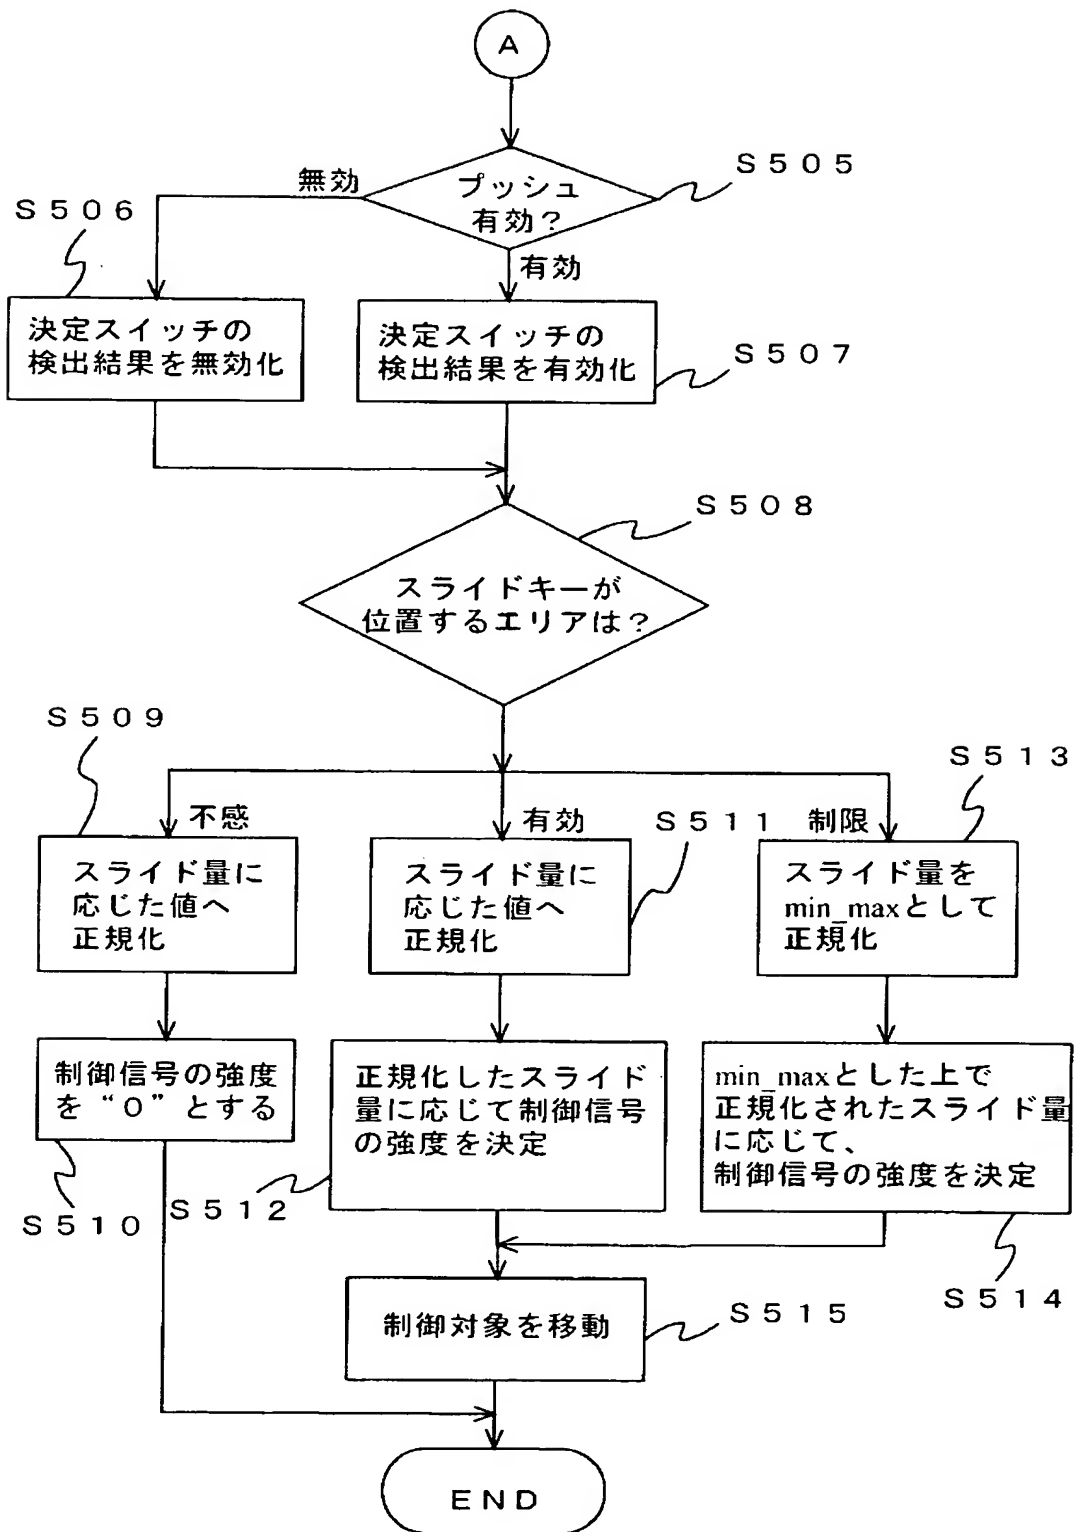 A
S505
プッシュ
有効?
無効
S506
有効
決定スイッチの
検出結果を無効化
決定スイッチの
検出結果を有効化
S507
S508
スライドキーが
位置するエリアは?
S509
S513
不感
有効
S511
制限
スライド量に
応じた値へ
正規化
スライド量に
応じた値へ
正規化
スライド量を
min_maxとして
正規化
制御信号の強度
を“0”とする
正規化したスライド
量に応じて制御信号
の強度を決定
min_maxとした上で
正規化されたスライド量
に応じて、
制御信号の強度を決定
S510
S512
S514
制御対象を移動
S515
END